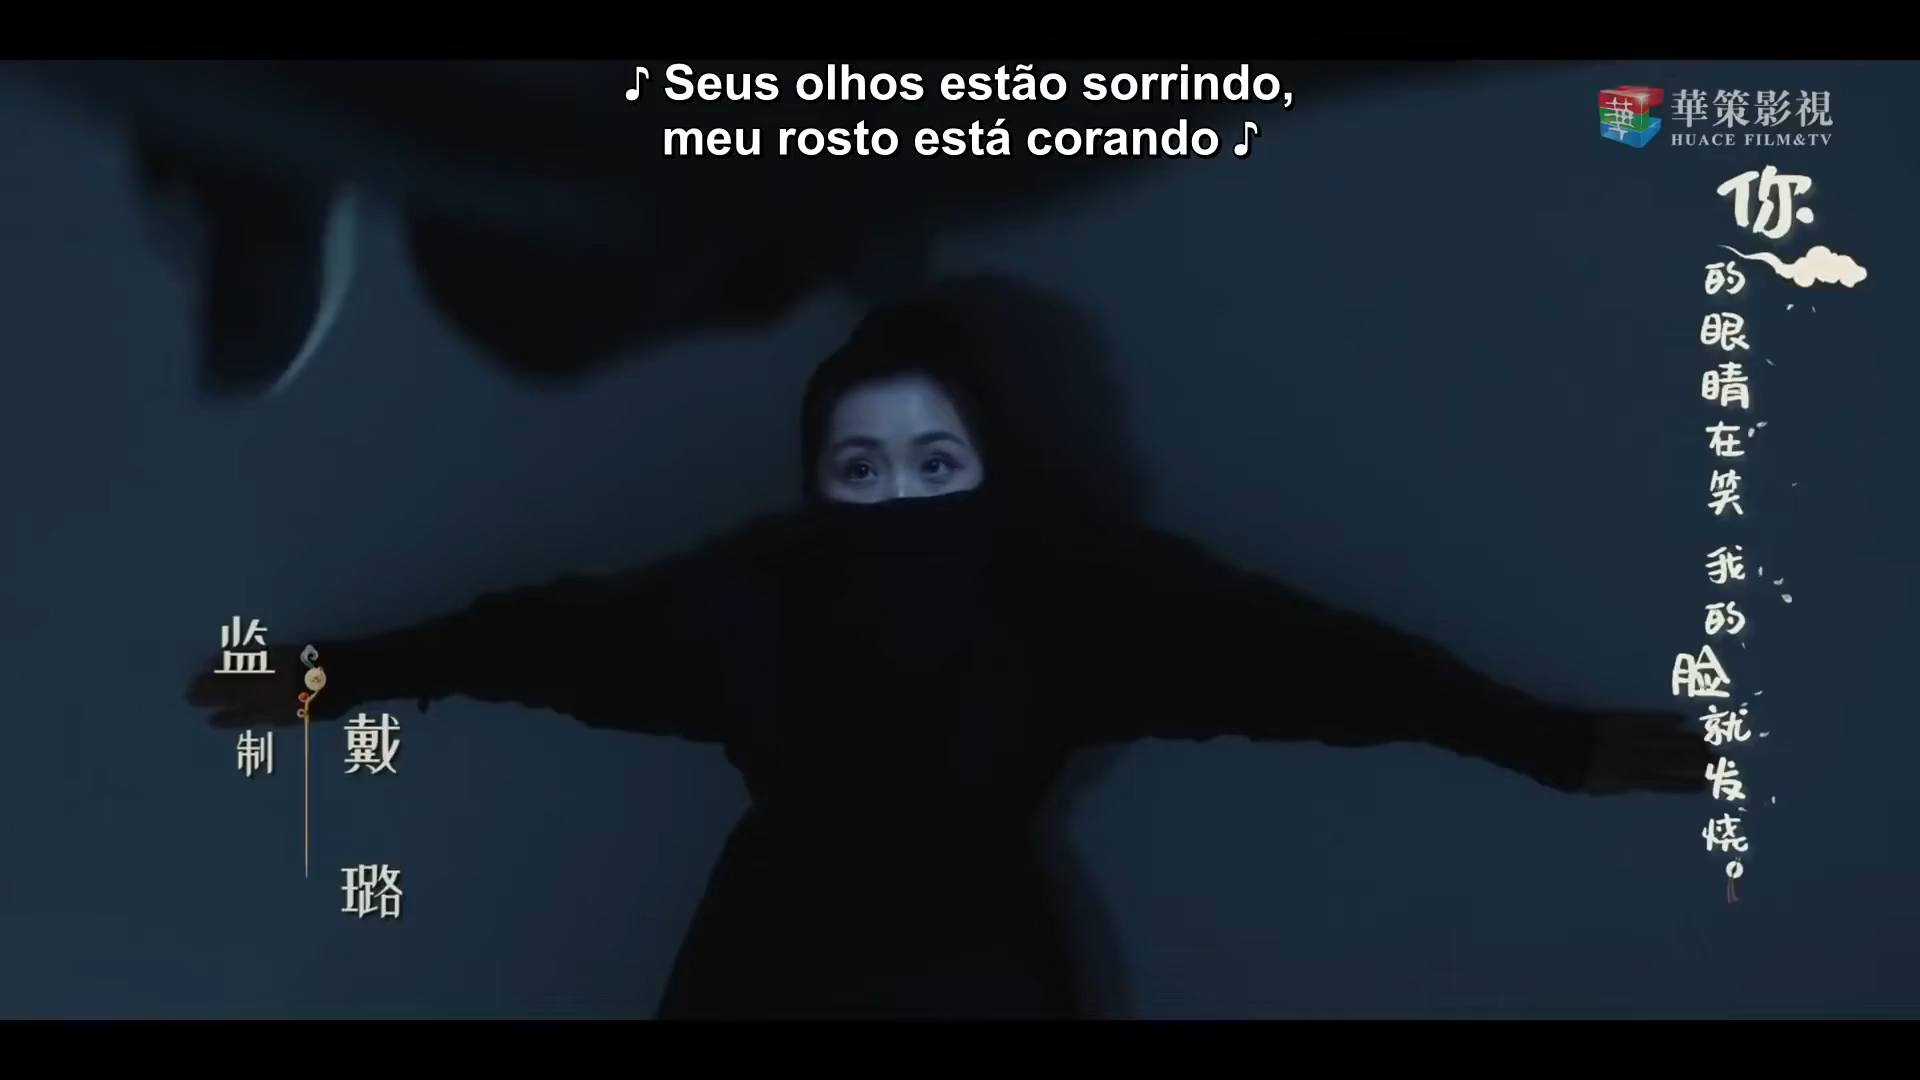 ♪ Seus olhos estão sorrindo,
meu rosto está corando ♪
華策影視
HUACE FILM&TV
你的眼睛在笑 我的脸就发烧
监制
戴璐